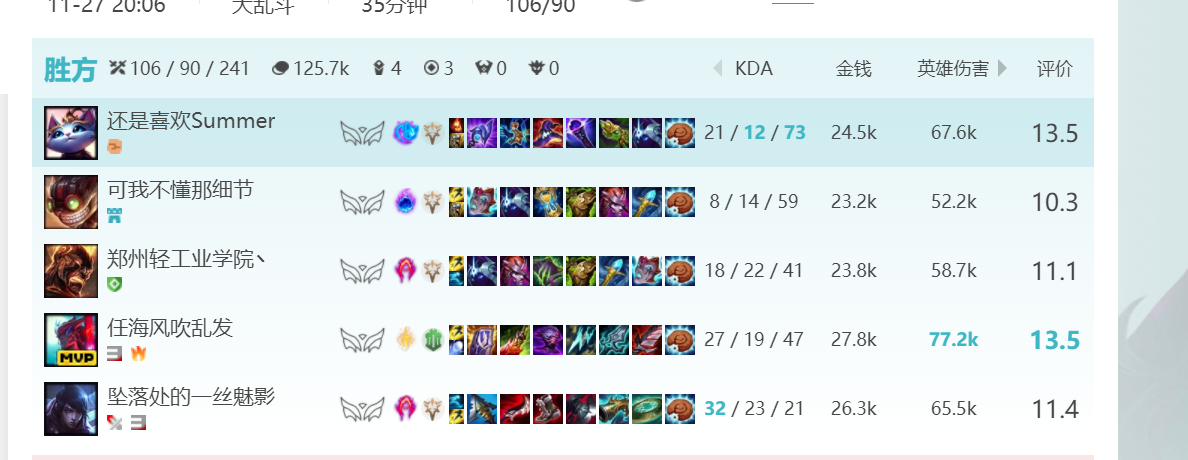 11-27 20:06 大乱斗 35分钟 106/90
胜方 106 / 90 / 241 125.7k 4 3 0 0 KDA 金钱 英雄伤害 评价
还是喜欢Summer 21 / 12 / 73 24.5k 67.6k 13.5
可我不懂那细节 8 / 14 / 59 23.2k 52.2k 10.3
郑州轻工业学院丶 18 / 22 / 41 23.8k 58.7k 11.1
任海风吹乱发 27 / 19 / 47 27.8k 77.2k 13.5
MVP
坠落处的一丝魅影 32 / 23 / 21 26.3k 65.5k 11.4